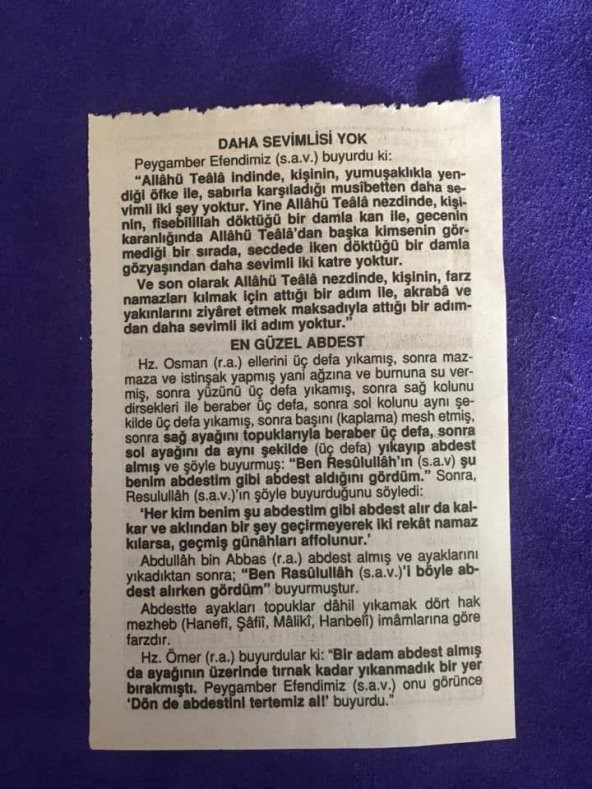 DAHA SEVİMLİSİ YOK
Peygamber Efendimiz (s.a.v.) buyurdu ki:
“Allâhü Teâlâ indinde, kişinin, yumuşaklıkla yen-
diği öfke ile, sabırla karşıladığı musîbetten daha se-
vimli iki şey yoktur. Yine Allâhü Teâlâ nezdinde, kişi-
nin, fîsebîlillah döktüğü bir damla kan ile, gecenin
karanlığında Allâhü Teâlâ’dan başka kimsenin gör-
mediği bir sırada, secdede iken döktüğü bir damla
gözyaşından daha sevimli iki katre yoktur.
Ve son olarak Allâhü Teâlâ nezdinde, kişinin, farz
namazları kılmak için attığı bir adım ile, akrabâ ve
yakınlarını ziyâret etmek maksadıyla attığı bir adım-
dan daha sevimli iki adım yoktur.”
EN GÜZEL ABDEST
Hz. Osman (r.a.) ellerini üç defa yıkamış, sonra maz-
maza ve istinşak yapmış yani ağzına ve burnuna su ver-
miş, sonra yüzünü üç defa yıkamış, sonra sağ kolunu
dirsekleri ile beraber üç defa, sonra sol kolunu aynı şe-
kilde üç defa yıkamış, sonra başını (kaplama) mesh etmiş,
sonra sağ ayağını topuklarıyla beraber üç defa, sonra
sol ayağını da aynı şekilde (üç defa) yıkayıp abdest
almış ve şöyle buyurmuş: “Ben Resûlullâh’ın (s.a.v) şu
benim abdestim gibi abdest aldığını gördüm.” Sonra,
Resulullâh (s.a.v.)’ın şöyle buyurduğunu söyledi:
‘Her kim benim şu abdestim gibi abdest alır da kal-
kar ve aklından bir şey geçirmeyerek iki rekât namaz
kılarsa, geçmiş günâhları affolunur.’
Abdullâh bin Abbas (r.a.) abdest almış ve ayaklarını
yıkadıktan sonra; “Ben Rasûlullâh (s.a.v.)’i böyle ab-
dest alırken gördüm” buyurmuştur.
Abdestte ayakları topuklar dâhil yıkamak dört hak
mezheb (Hanefî, Şâfiî, Mâlikî, Hanbelî) imâmlarına göre
farzdır.
Hz. Ömer (r.a.) buyurdular ki: “Bir adam abdest almış
da ayağının üzerinde tırnak kadar yıkanmadık bir yer
bırakmıştı. Peygamber Efendimiz (s.a.v.) onu görünce
‘Dön de abdestini tertemiz al!’ buyurdu.”